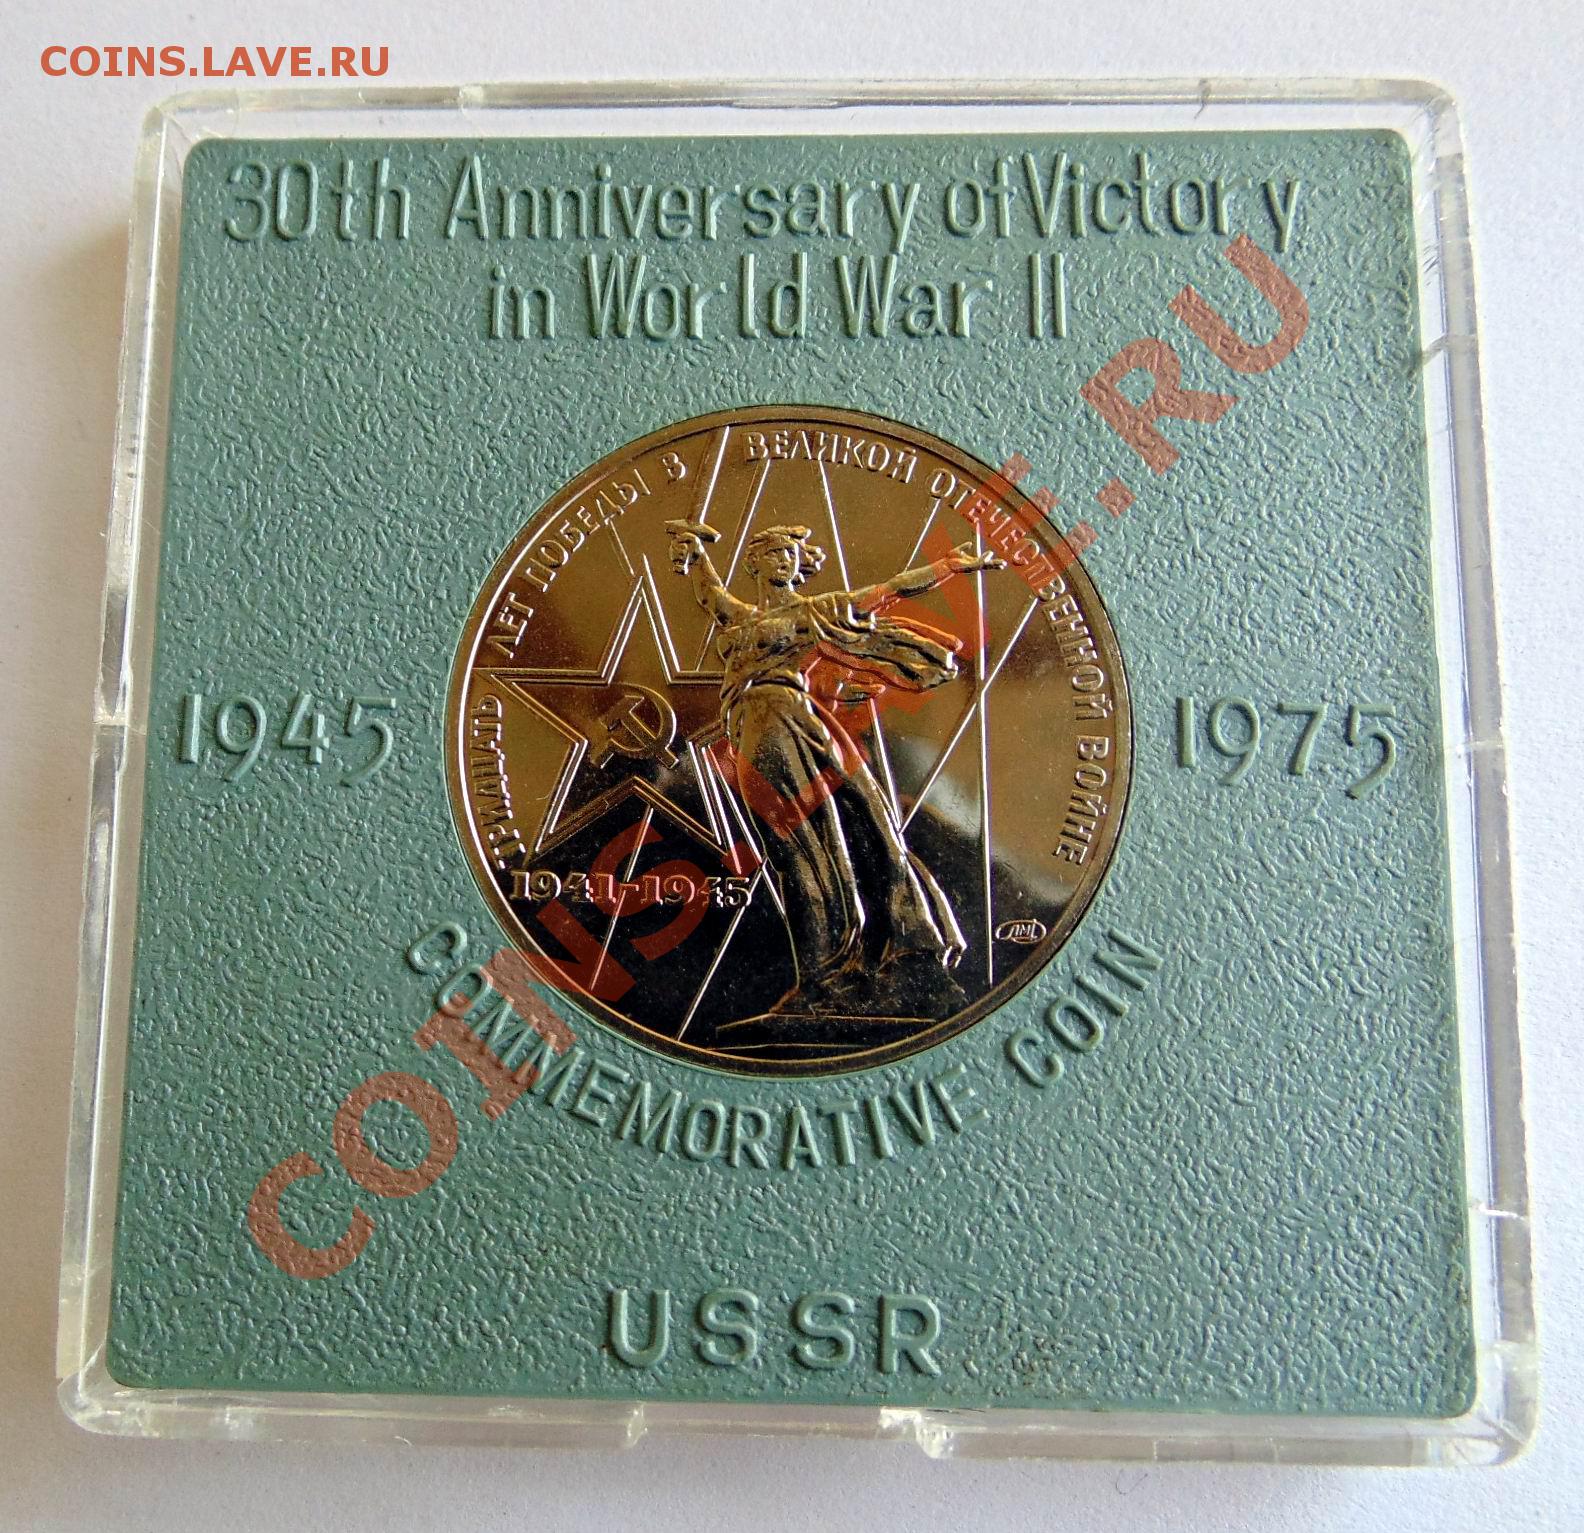 COINS.LAVE.RU
30th Anniversary of Victory
in World War II
ТРИДЦАТЬ ЛЕТ ПОБЕДЫ В ВЕЛИКОЙ ОТЕЧЕСТВЕННОЙ ВОЙНЕ
1945
1975
1941-1945
ЛМД
COMMEMORATIVE COIN
USSR
COINS.LAVE.RU